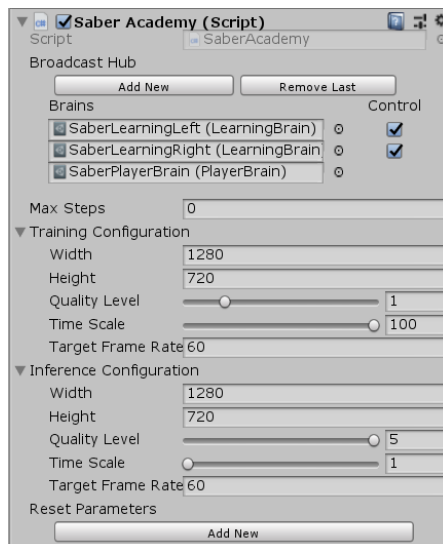 Saber Academy (Script)
Script SaberAcademy
Broadcast Hub
Add New Remove Last
Brains Control
SaberLearningLeft (LearningBrain)
SaberLearningRight (LearningBrain
SaberPlayerBrain (PlayerBrain)
Max Steps 0
Training Configuration
Width 1280
Height 720
Quality Level 1
Time Scale 100
Target Frame Rate 60
Inference Configuration
Width 1280
Height 720
Quality Level 5
Time Scale 1
Target Frame Rate 60
Reset Parameters
Add New